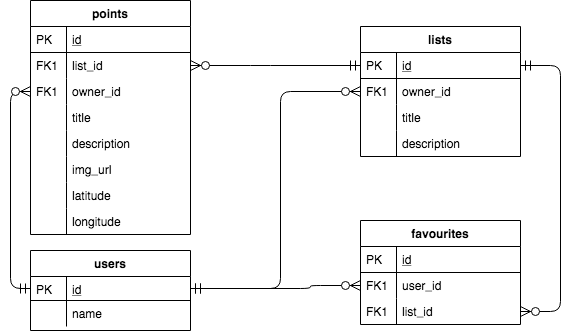 points
PK id
FK1 list_id
FK1 owner_id
title
description
img_url
latitude
longitude
lists
PK id
FK1 owner_id
title
description
users
PK id
name
favourites
PK id
FK1 user_id
FK1 list_id